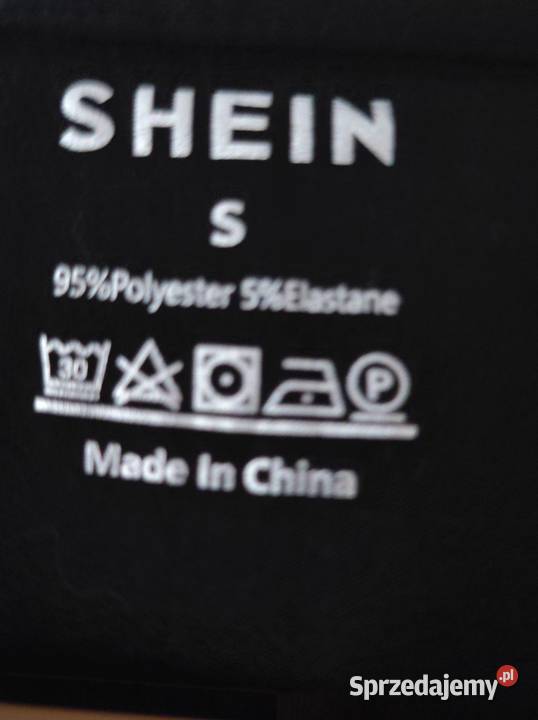 SHEIN
S
95%Polyester 5%Elastane
30 P
Made In China
Sprzedajemy.pl